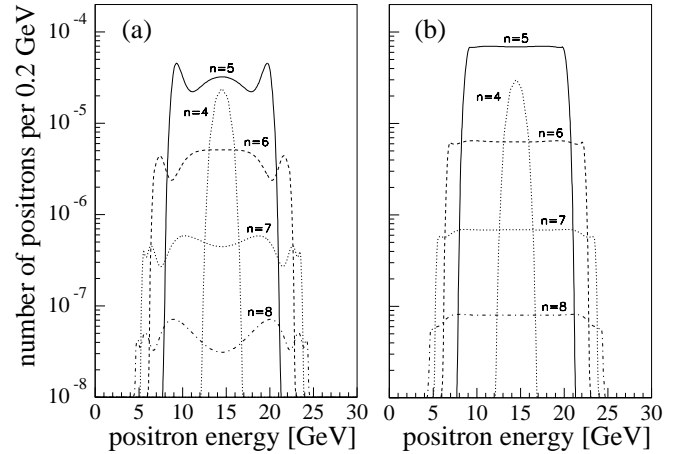 (a)
(b)
number of positrons per 0.2 GeV
10^-4
10^-5
10^-6
10^-7
10^-8
n=5
n=4
n=6
n=7
n=8
n=5
n=4
n=6
n=7
n=8
0 5 10 15 20 25 30
0 5 10 15 20 25 30
positron energy [GeV]
positron energy [GeV]